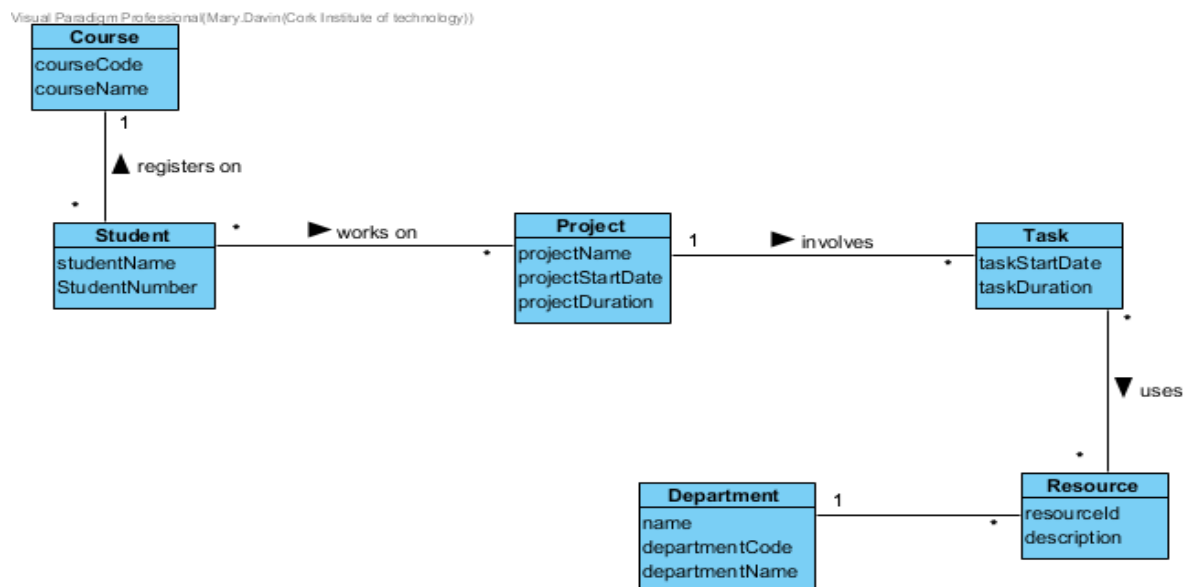 Visual Paradigm Professional(Mary.Davin(Cork Institute of technology))
Course
courseCode
courseName
1
registers on
*
Student
studentName
StudentNumber
*
works on
*
Project
projectName
projectStartDate
projectDuration
1
involves
*
Task
taskStartDate
taskDuration
*
uses
*
Resource
resourceId
description
*
1
Department
name
departmentCode
departmentName